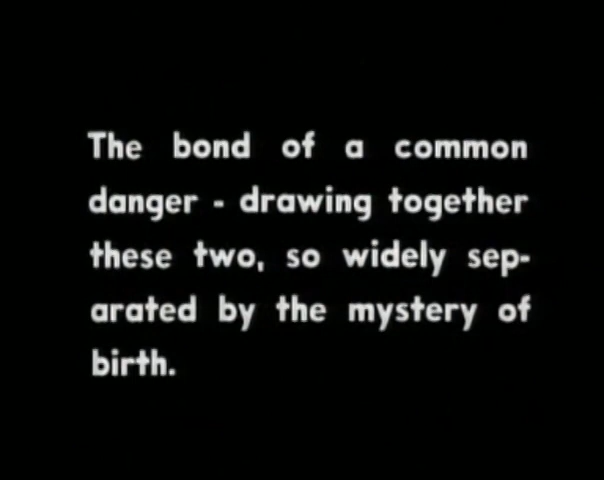 The bond of a common
danger - drawing together
these two, so widely sep-
arated by the mystery of
birth.